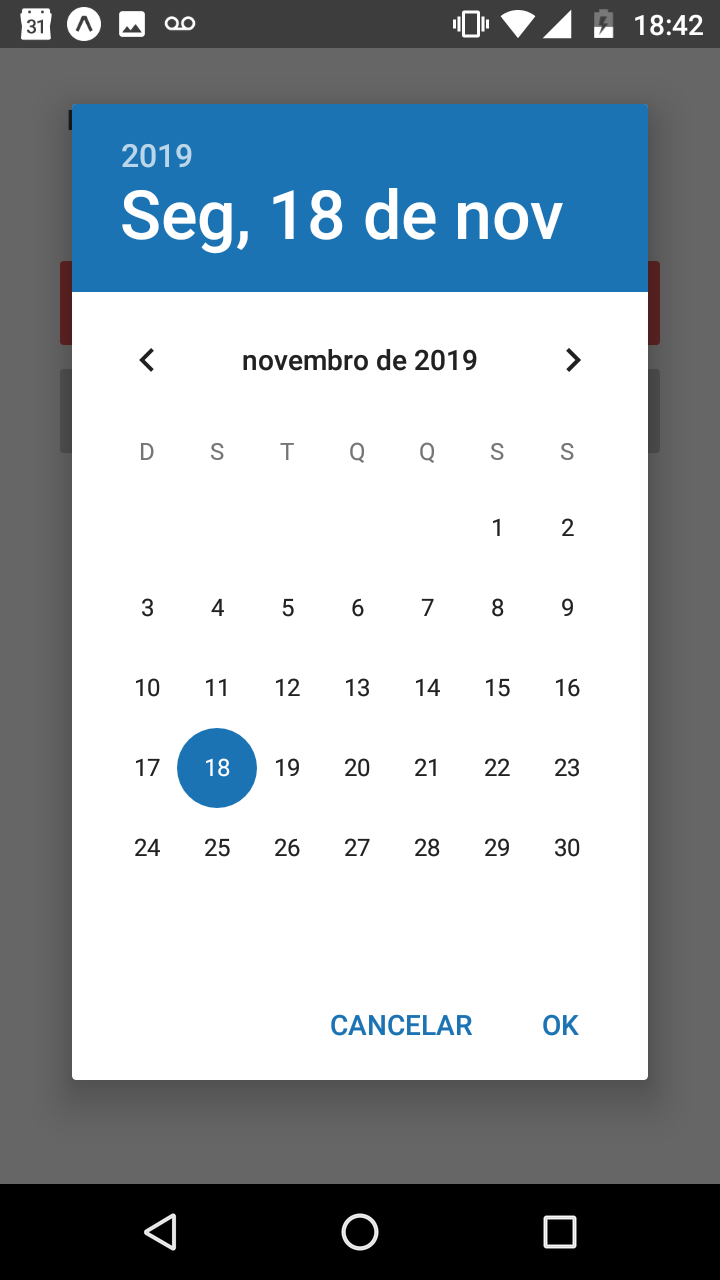 31 18:42
2019
Seg, 18 de nov
novembro de 2019
D S T Q Q S S
1 2
3 4 5 6 7 8 9
10 11 12 13 14 15 16
17 18 19 20 21 22 23
24 25 26 27 28 29 30
CANCELAR OK